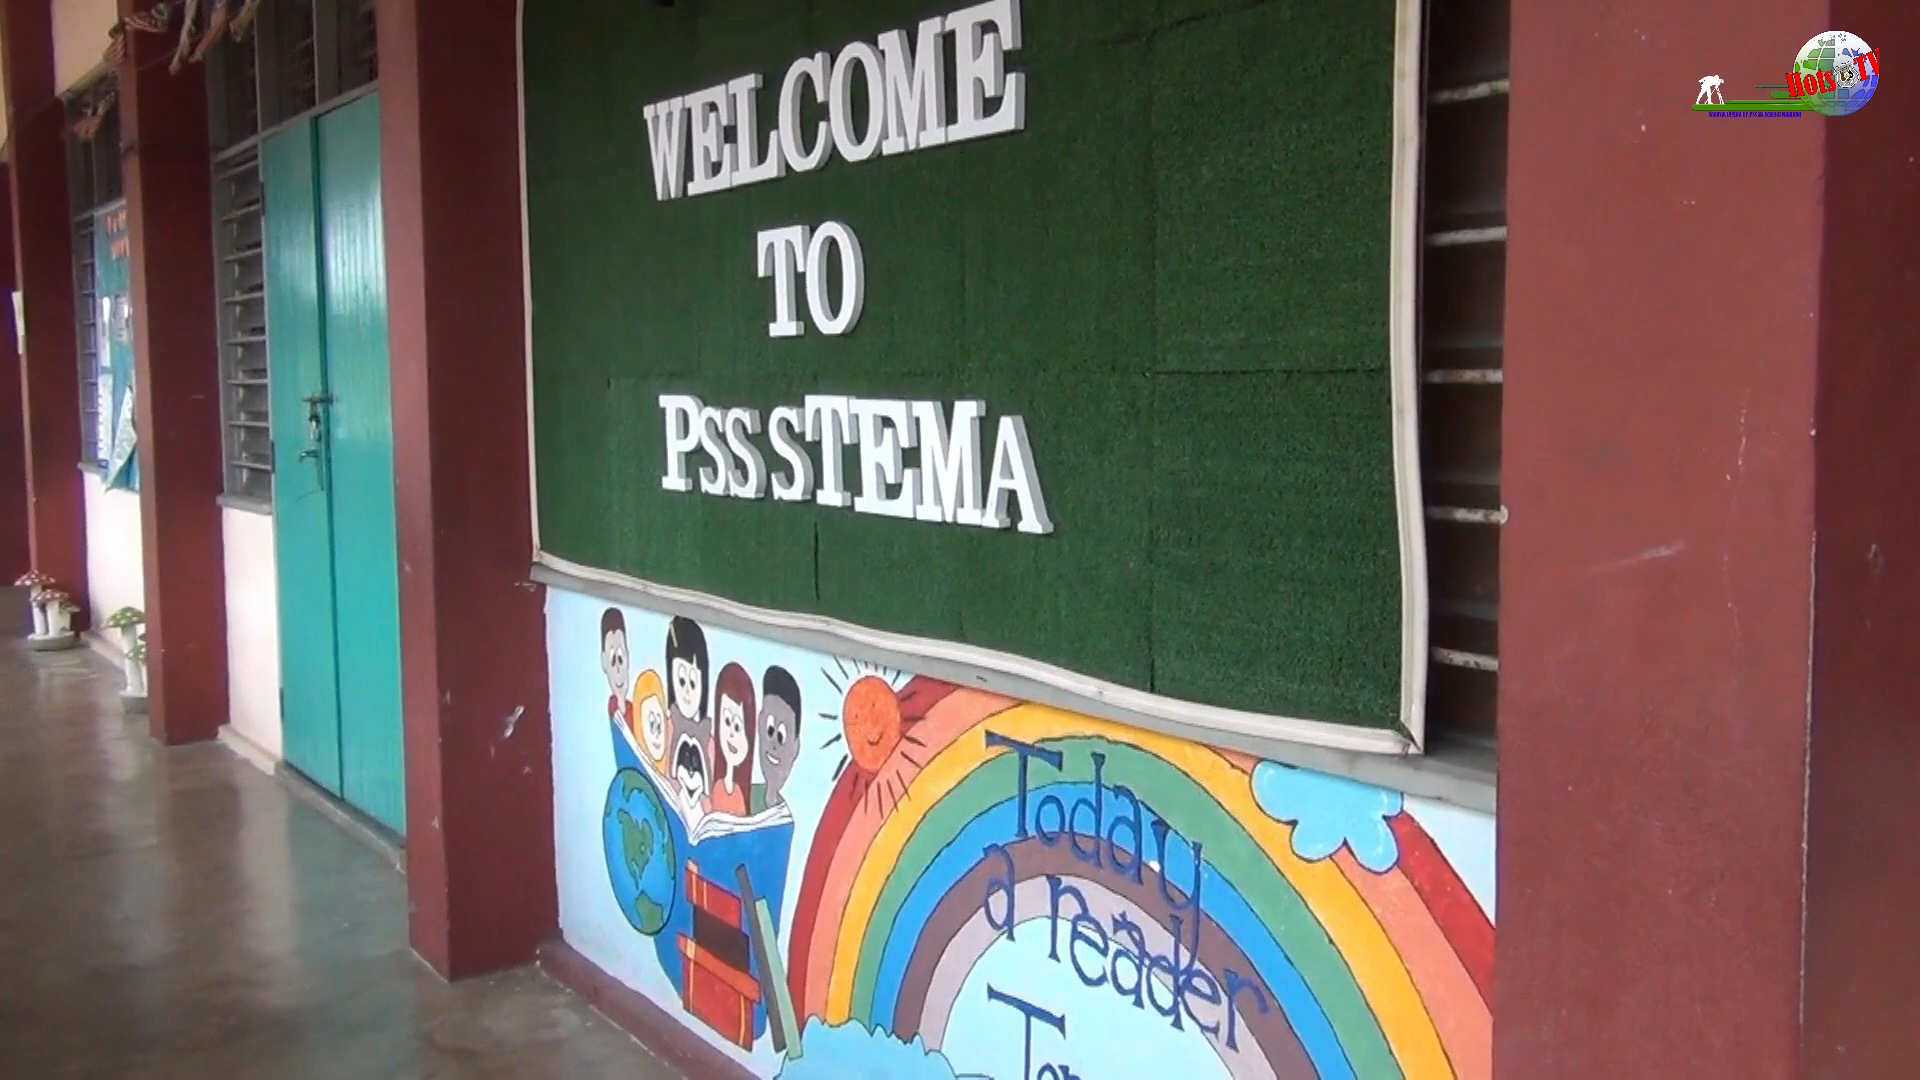 WELCOME
TO
PSS STEMA
Today
a reader
Hots TV